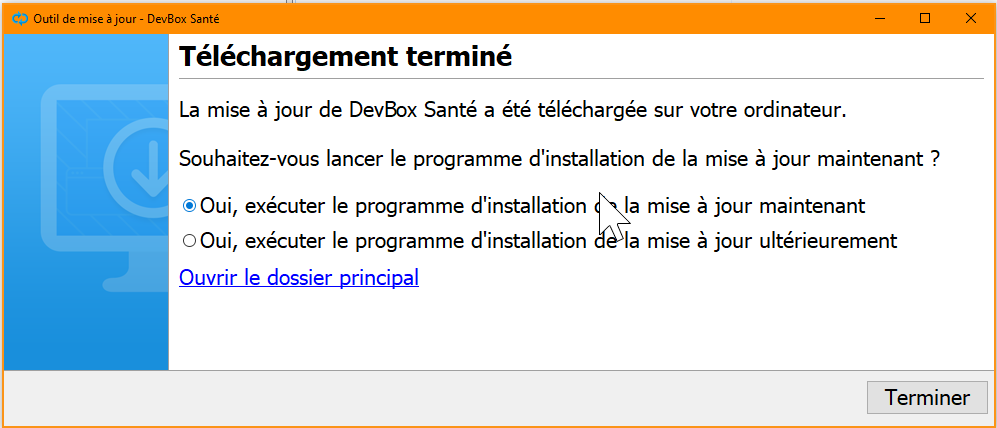 Outil de mise à jour - DevBox Santé
Téléchargement terminé
La mise à jour de DevBox Santé a été téléchargée sur votre ordinateur.
Souhaitez-vous lancer le programme d'installation de la mise à jour maintenant ?
Oui, exécuter le programme d'installation de la mise à jour maintenant
Oui, exécuter le programme d'installation de la mise à jour ultérieurement
Ouvrir le dossier principal
Terminer